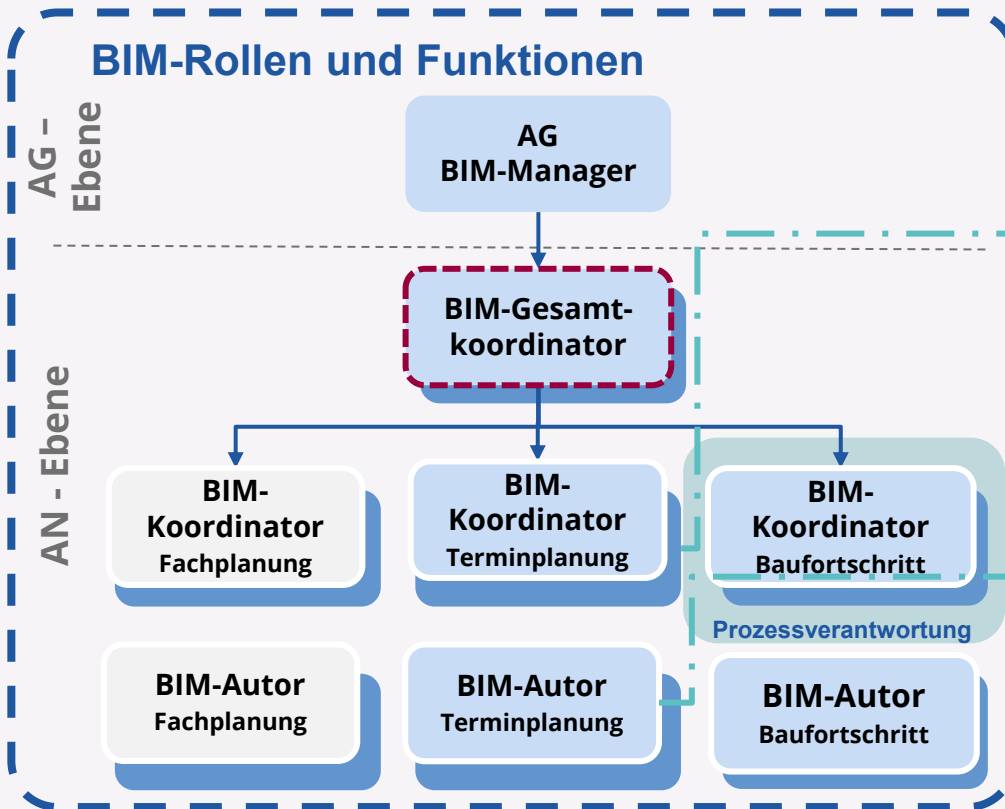 BIM-Rollen und Funktionen
AG –
Ebene
AG
BIM-Manager
AN - Ebene
BIM-Gesamt-
koordinator
BIM-
Koordinator
Fachplanung
BIM-
Koordinator
Terminplanung
BIM-
Koordinator
Baufortschritt
Prozessverantwortung
BIM-Autor
Fachplanung
BIM-Autor
Terminplanung
BIM-Autor
Baufortschritt